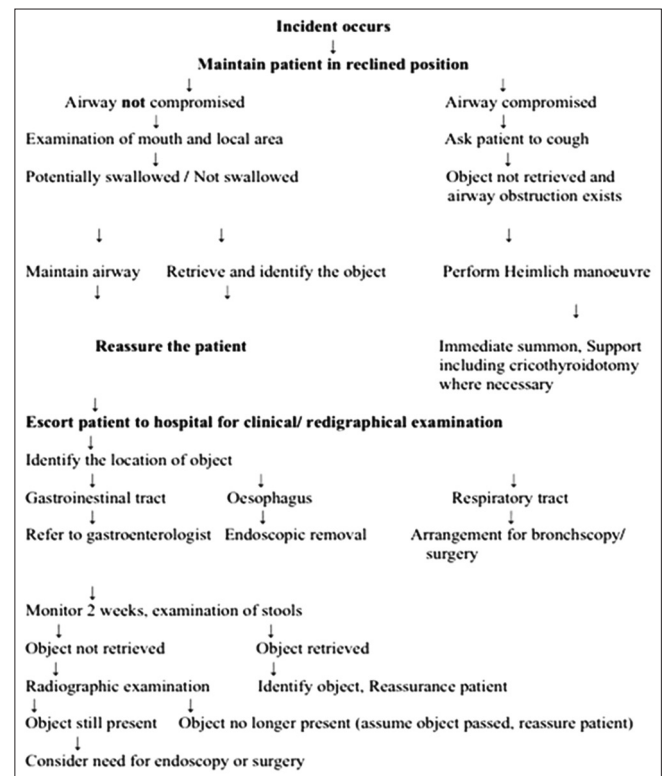 Incident occurs
↓
Maintain patient in reclined position
↓ ↓
Airway not compromised Airway compromised
↓ ↓
Examination of mouth and local area Ask patient to cough
↓ ↓
Potentially swallowed / Not swallowed Object not retrieved and
airway obstruction exists
↓ ↓ ↓
Maintain airway Retrieve and identify the object Perform Heimlich manoeuvre
↓ ↓
↓
Reassure the patient Immediate summon, Support
including cricothyroidotomy
where necessary
↓
Escort patient to hospital for clinical/ redigraphical examination
↓
Identify the location of object
↓ ↓ ↓
Gastroinestinal tract Oesophagus Respiratory tract
↓ ↓ ↓
Refer to gastroenterologist Endoscopic removal Arrangement for bronchscopy/
surgery
↓
Monitor 2 weeks, examination of stools
↓ ↓
Object not retrieved Object retrieved
↓ ↓
Radiographic examination Identify object, Reassurance patient
↓ ↓
Object still present Object no longer present (assume object passed, reassure patient)
↓
Consider need for endoscopy or surgery